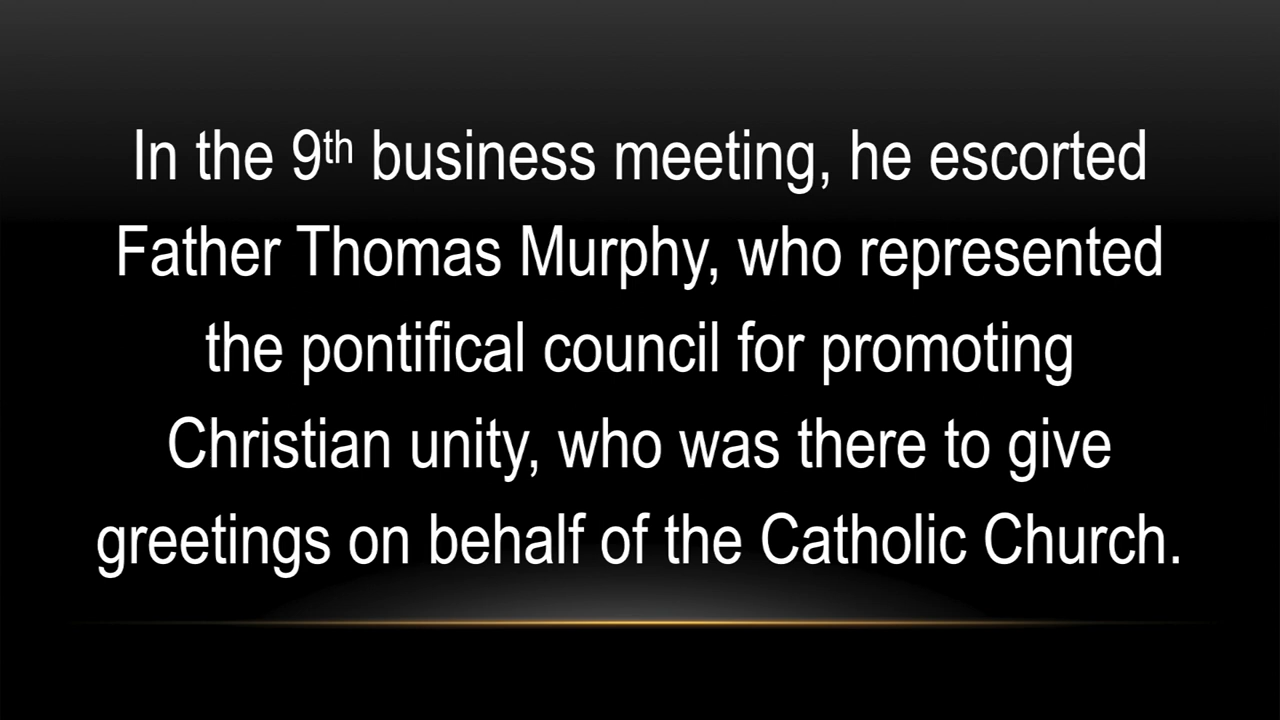 In the 9th business meeting, he escorted
Father Thomas Murphy, who represented
the pontifical council for promoting
Christian unity, who was there to give
greetings on behalf of the Catholic Church.